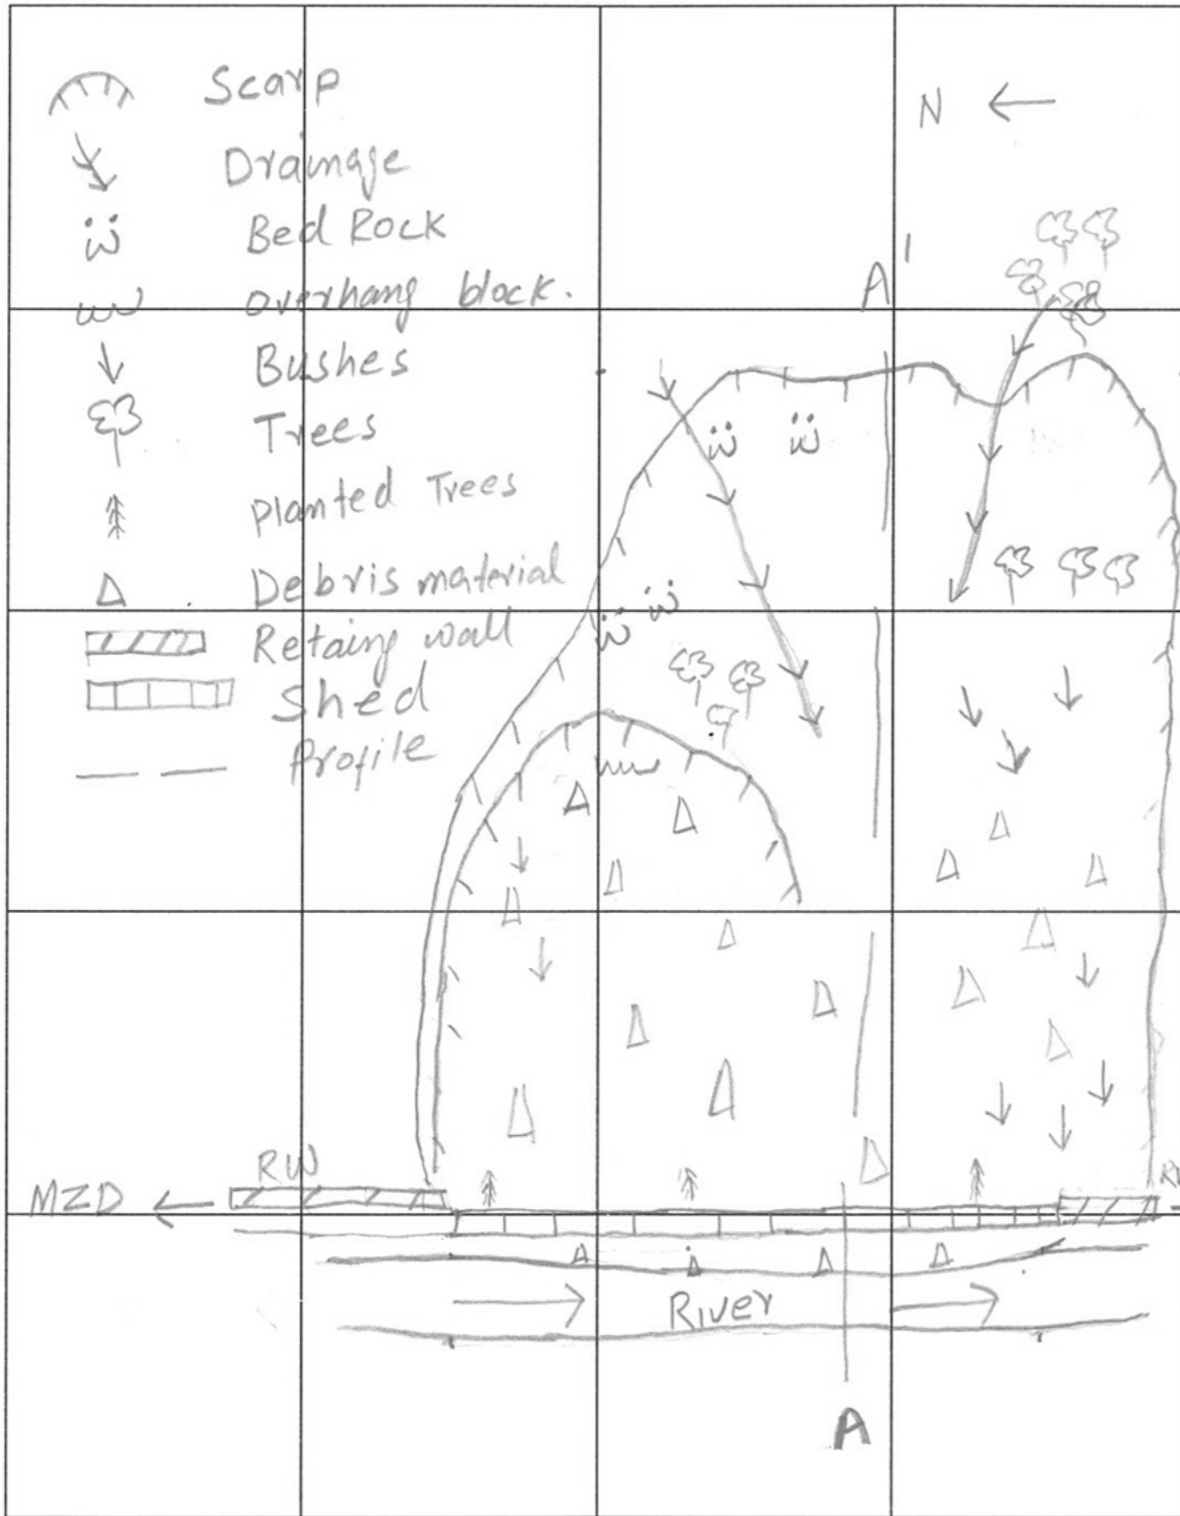 Scarp
N
Drainage
Bed Rock
A'
overhang block.
Bushes
Trees
planted Trees
Debris material
Retaing wall
Shed
Profile
RW
MZD
River
A